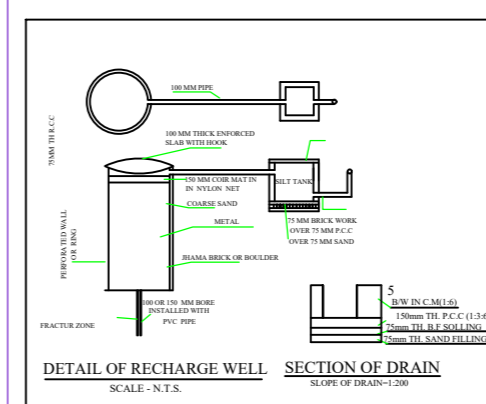 100 MM PIPE
75MM TH R.C.C
100 MM THICK ENFORCED
SLAB WITH HOOK
150 MM COIR MAT IN
IN NYLON NET
SILT TANK
COARSE SAND
METAL
75 MM BRICK WORK
OVER 75 MM P.C.C
OVER 75 MM SAND
PERFORATED WALL
OR RING
JHAMA BRICK OR BOULDER
100 OR 150 MM BORE
INSTALLED WITH
PVC PIPE
FRACTUR ZONE
5
B/W IN C.M(1:6)
150mm TH. P.C.C (1:3:6
75mm TH. B.F SOLLING
75mm TH. SAND FILLING
DETAIL OF RECHARGE WELL
SCALE - N.T.S.
SECTION OF DRAIN
SLOPE OF DRAIN=1:200